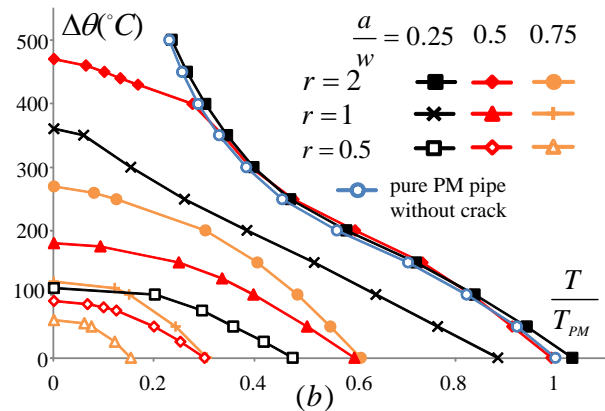 Δθ(°C)
a/w = 0.25 0.5 0.75
r = 2
r = 1
r = 0.5
pure PM pipe
without crack
500
400
300
200
100
0
T/T_PM
0 0.2 0.4 0.6 0.8 1
(b)